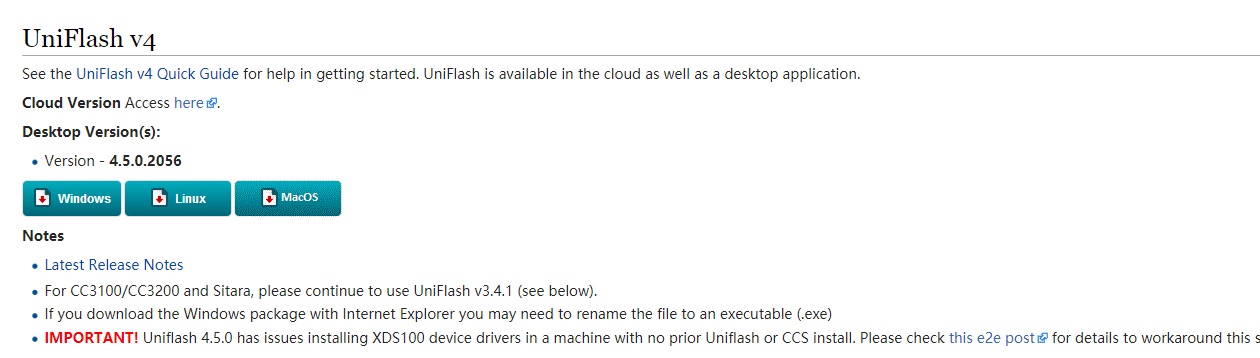 UniFlash v4
See the UniFlash v4 Quick Guide for help in getting started. UniFlash is available in the cloud as well as a desktop application.
Cloud Version Access here.
Desktop Version(s):
Version - 4.5.0.2056
Windows Linux MacOS
Notes
Latest Release Notes
For CC3100/CC3200 and Sitara, please continue to use UniFlash v3.4.1 (see below).
If you download the Windows package with Internet Explorer you may need to rename the file to an executable (.exe)
IMPORTANT! Uniflash 4.5.0 has issues installing XDS100 device drivers in a machine with no prior Uniflash or CCS install. Please check this e2e post for details to workaround this s